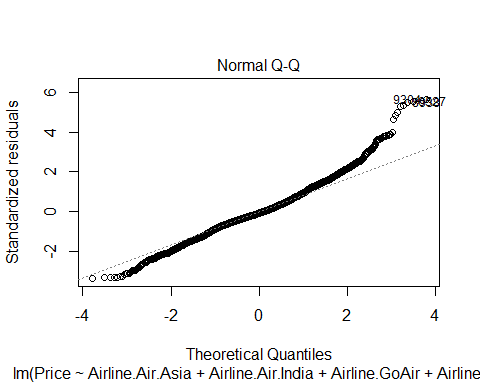 Normal Q-Q
Standardized residuals
6
4
2
0
-2
-4
-2
0
2
4
Theoretical Quantiles
lm(Price ~ Airline.Air.Asia + Airline.Air.India + Airline.GoAir + Airline